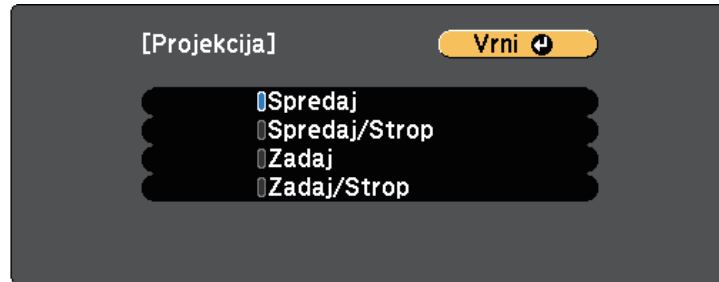 [Projekcija] Vrni
Spredaj
Spredaj/Strop
Zadaj
Zadaj/Strop